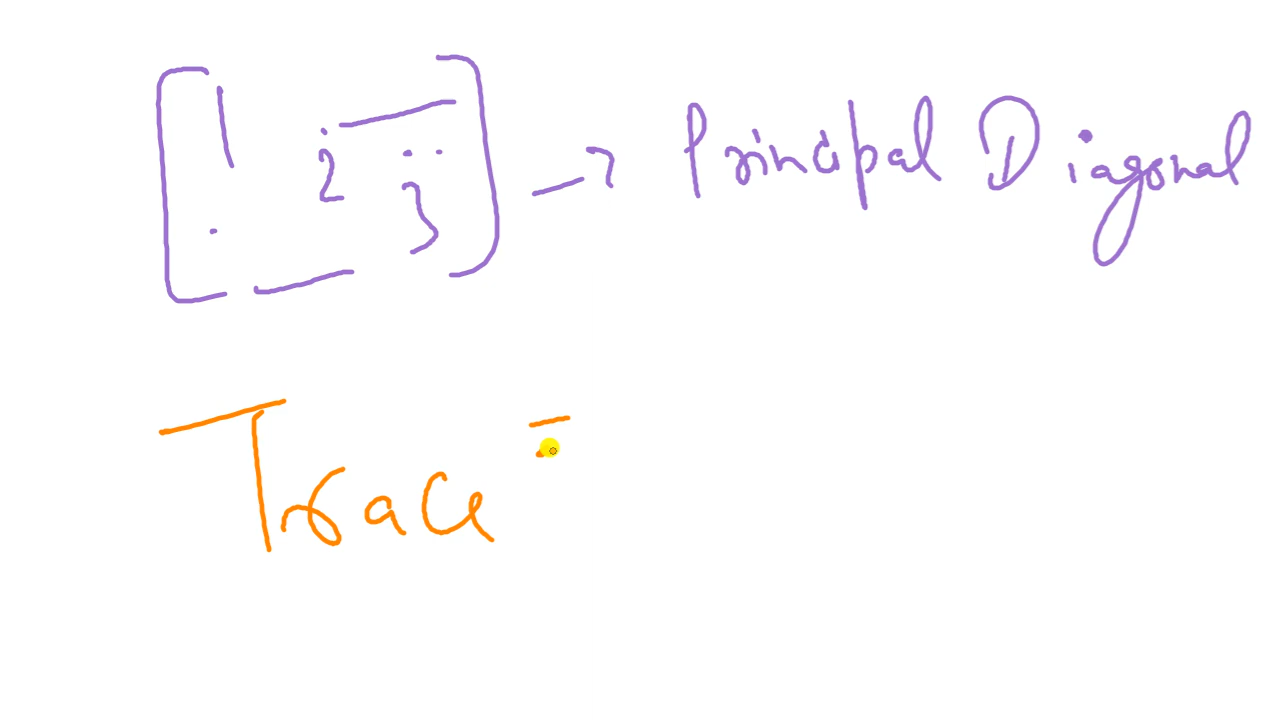 [ 1 2 3 ] → Principal Diagonal
Trace =